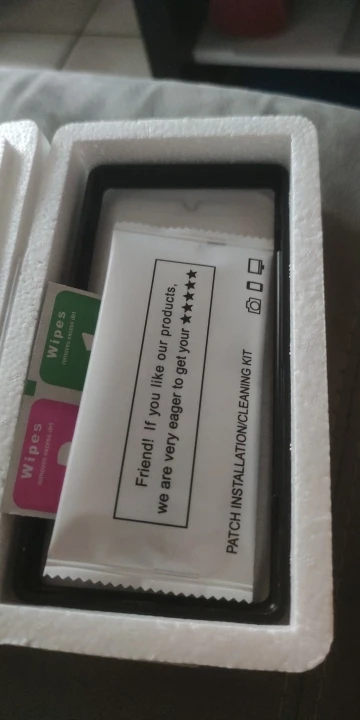 Friend! If you like our products,
we are very eager to get your ★★★★★
PATCH INSTALLATION/CLEANING KIT
Wipes
1
Wipes